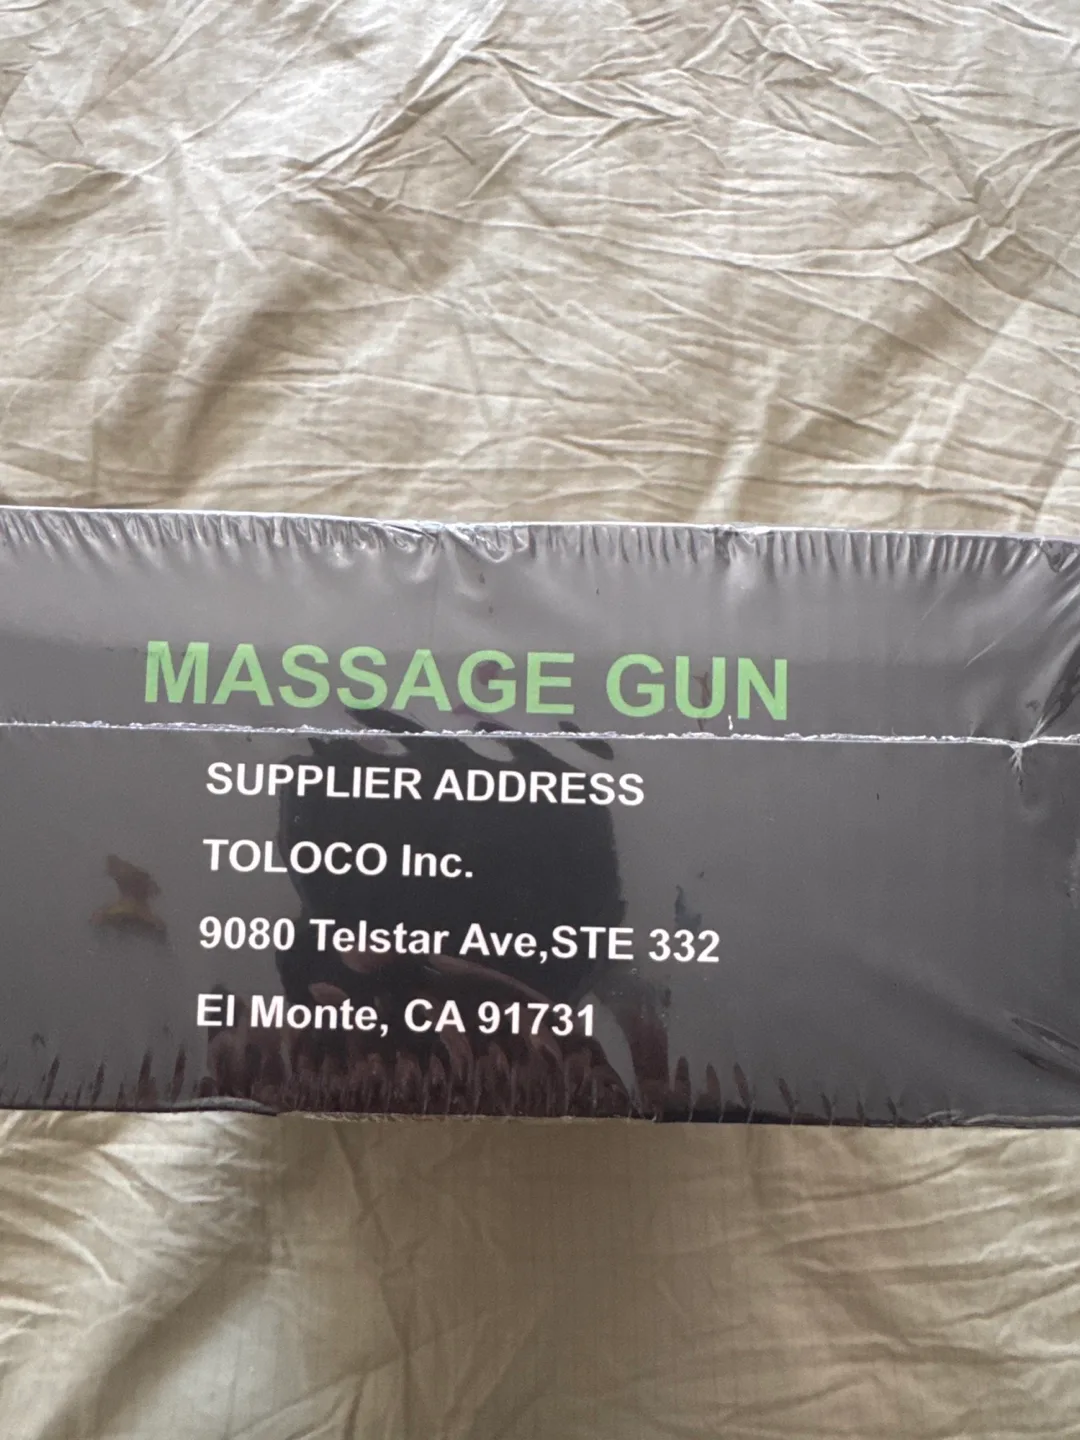 MASSAGE GUN
SUPPLIER ADDRESS
TOLOCO Inc.
9080 Telstar Ave,STE 332
El Monte, CA 91731